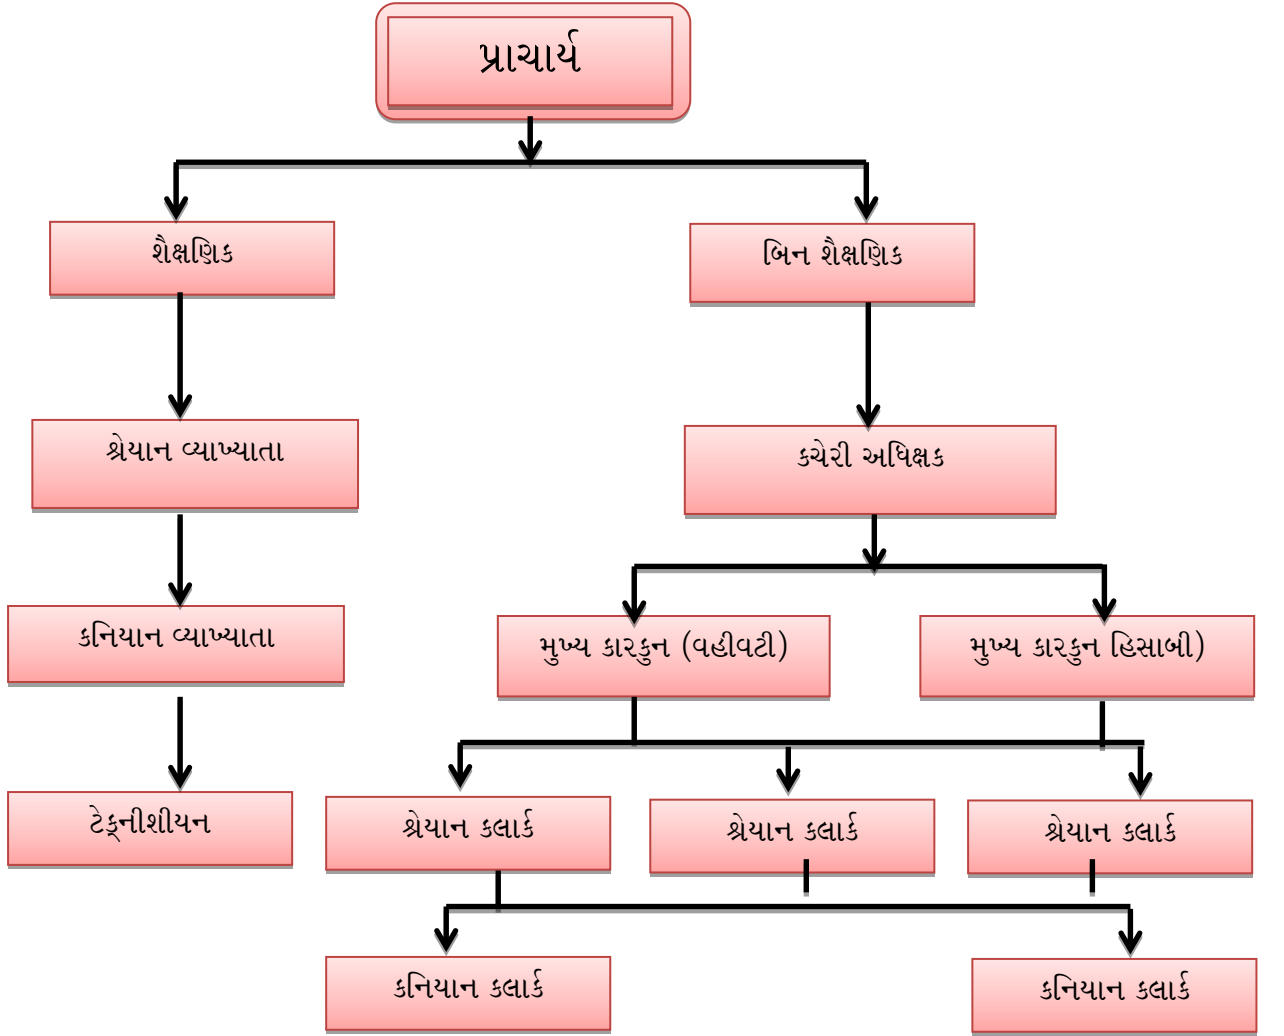 પ્રાચાર્ય
શૈક્ષણિક
બિન શૈક્ષણિક
શ્રેયાન વ્યાખ્યાતા
કચેરી અધિક્ષક
કનિયાન વ્યાખ્યાતા
મુખ્ય કારકુન (વહીવટી)
મુખ્ય કારકુન હિસાબી)
ટેક્નીશીયન
શ્રેયાન કલાર્ક
શ્રેયાન કલાર્ક
શ્રેયાન કલાર્ક
કનિયાન કલાર્ક
કનિયાન કલાર્ક